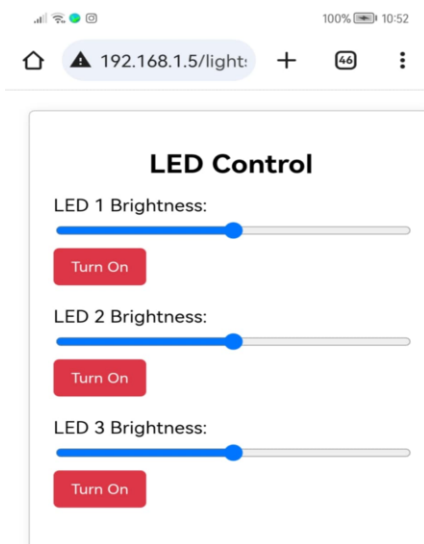 100% 10:52
192.168.1.5/light:
46
LED Control
LED 1 Brightness:
Turn On
LED 2 Brightness:
Turn On
LED 3 Brightness:
Turn On